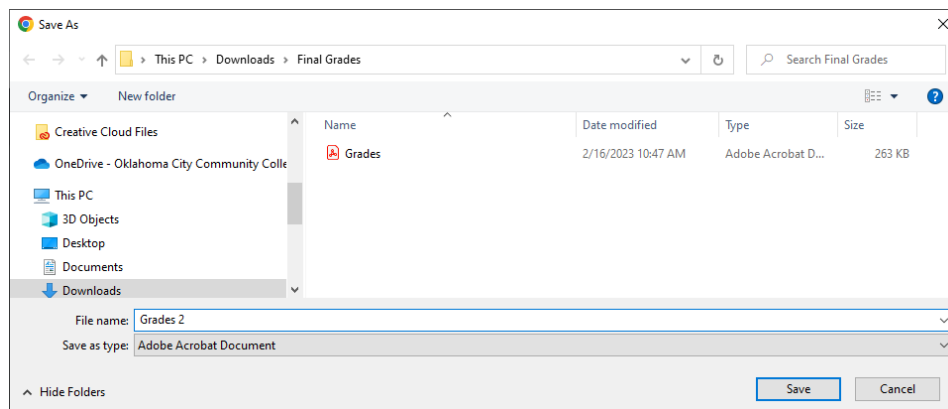 Save As
This PC > Downloads > Final Grades
Search Final Grades
Organize
New folder
Creative Cloud Files
OneDrive - Oklahoma City Community Colle
This PC
3D Objects
Desktop
Documents
Downloads
Name Date modified Type Size
Grades 2/16/2023 10:47 AM Adobe Acrobat D... 263 KB
File name: Grades 2
Save as type: Adobe Acrobat Document
Hide Folders
Save
Cancel